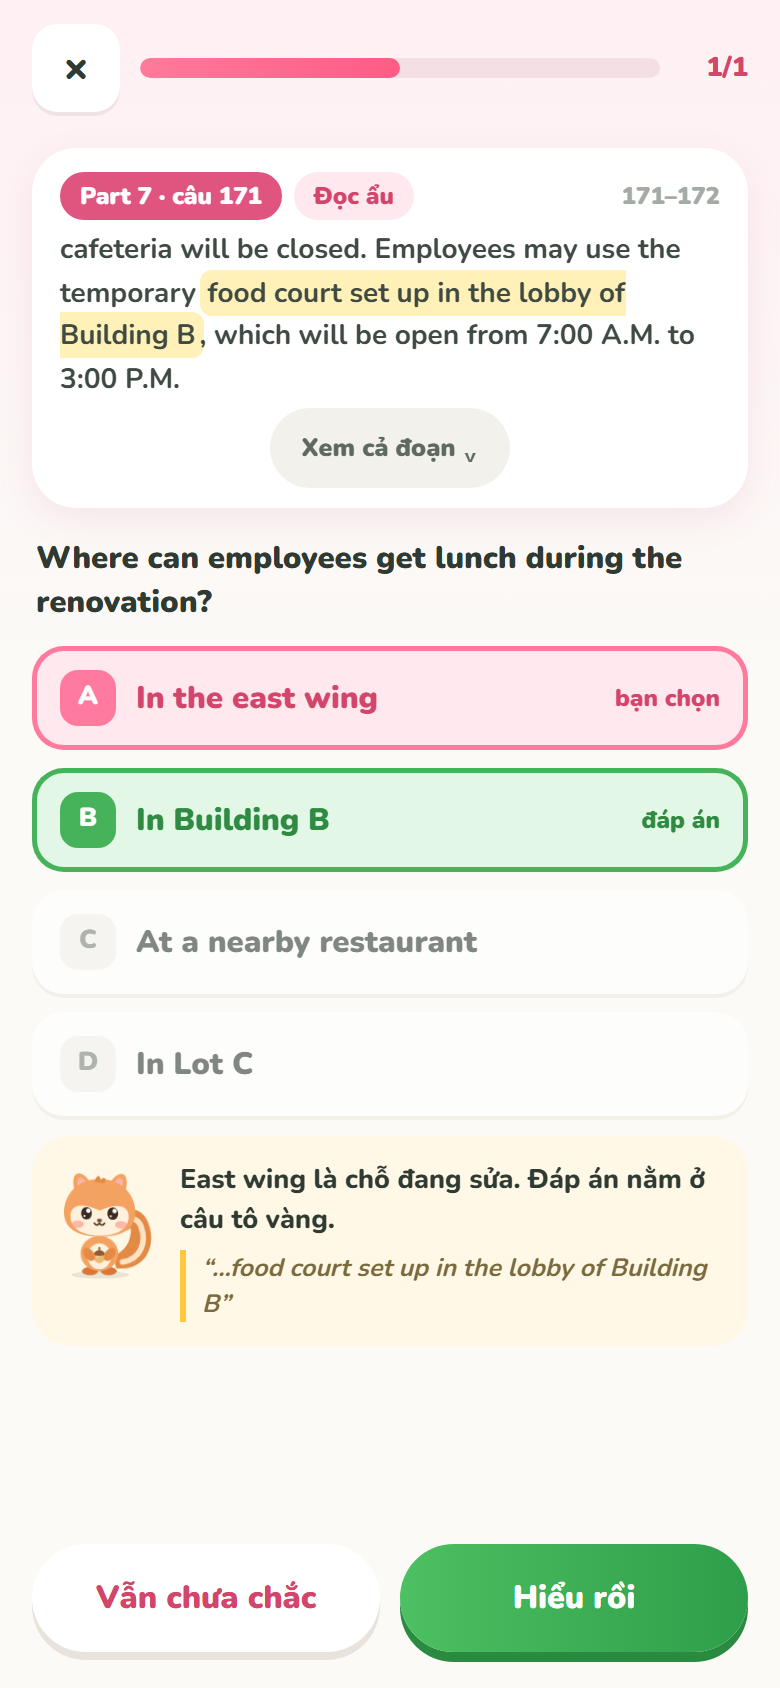 ×
1/1
Part 7 · câu 171
Đọc ẩu
171–172
cafeteria will be closed. Employees may use the
temporary food court set up in the lobby of
Building B, which will be open from 7:00 A.M. to
3:00 P.M.
Xem cả đoạn v
Where can employees get lunch during the
renovation?
A In the east wing bạn chọn
B In Building B đáp án
C At a nearby restaurant
D In Lot C
East wing là chỗ đang sửa. Đáp án nằm ở
câu tô vàng.
“…food court set up in the lobby of Building
B”
Vẫn chưa chắc
Hiểu rồi